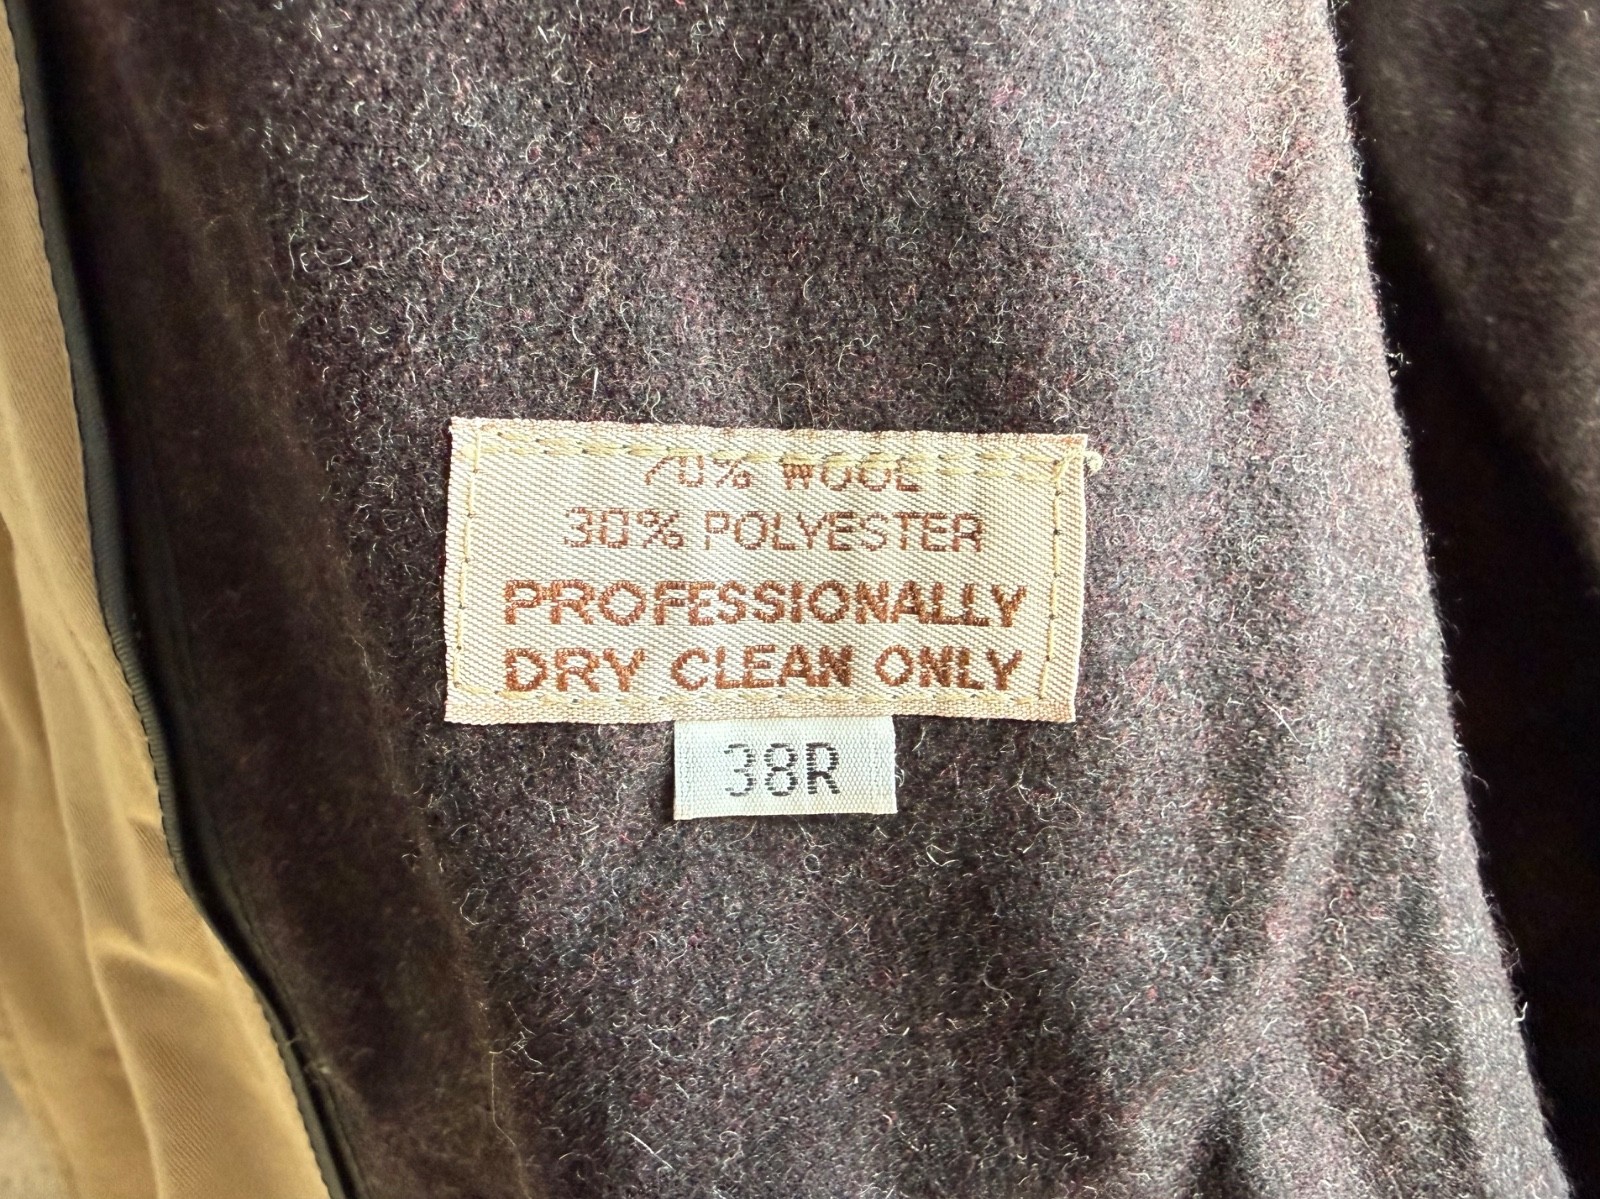 70% WOOL
30% POLYESTER
PROFESSIONALLY
DRY CLEAN ONLY
38R